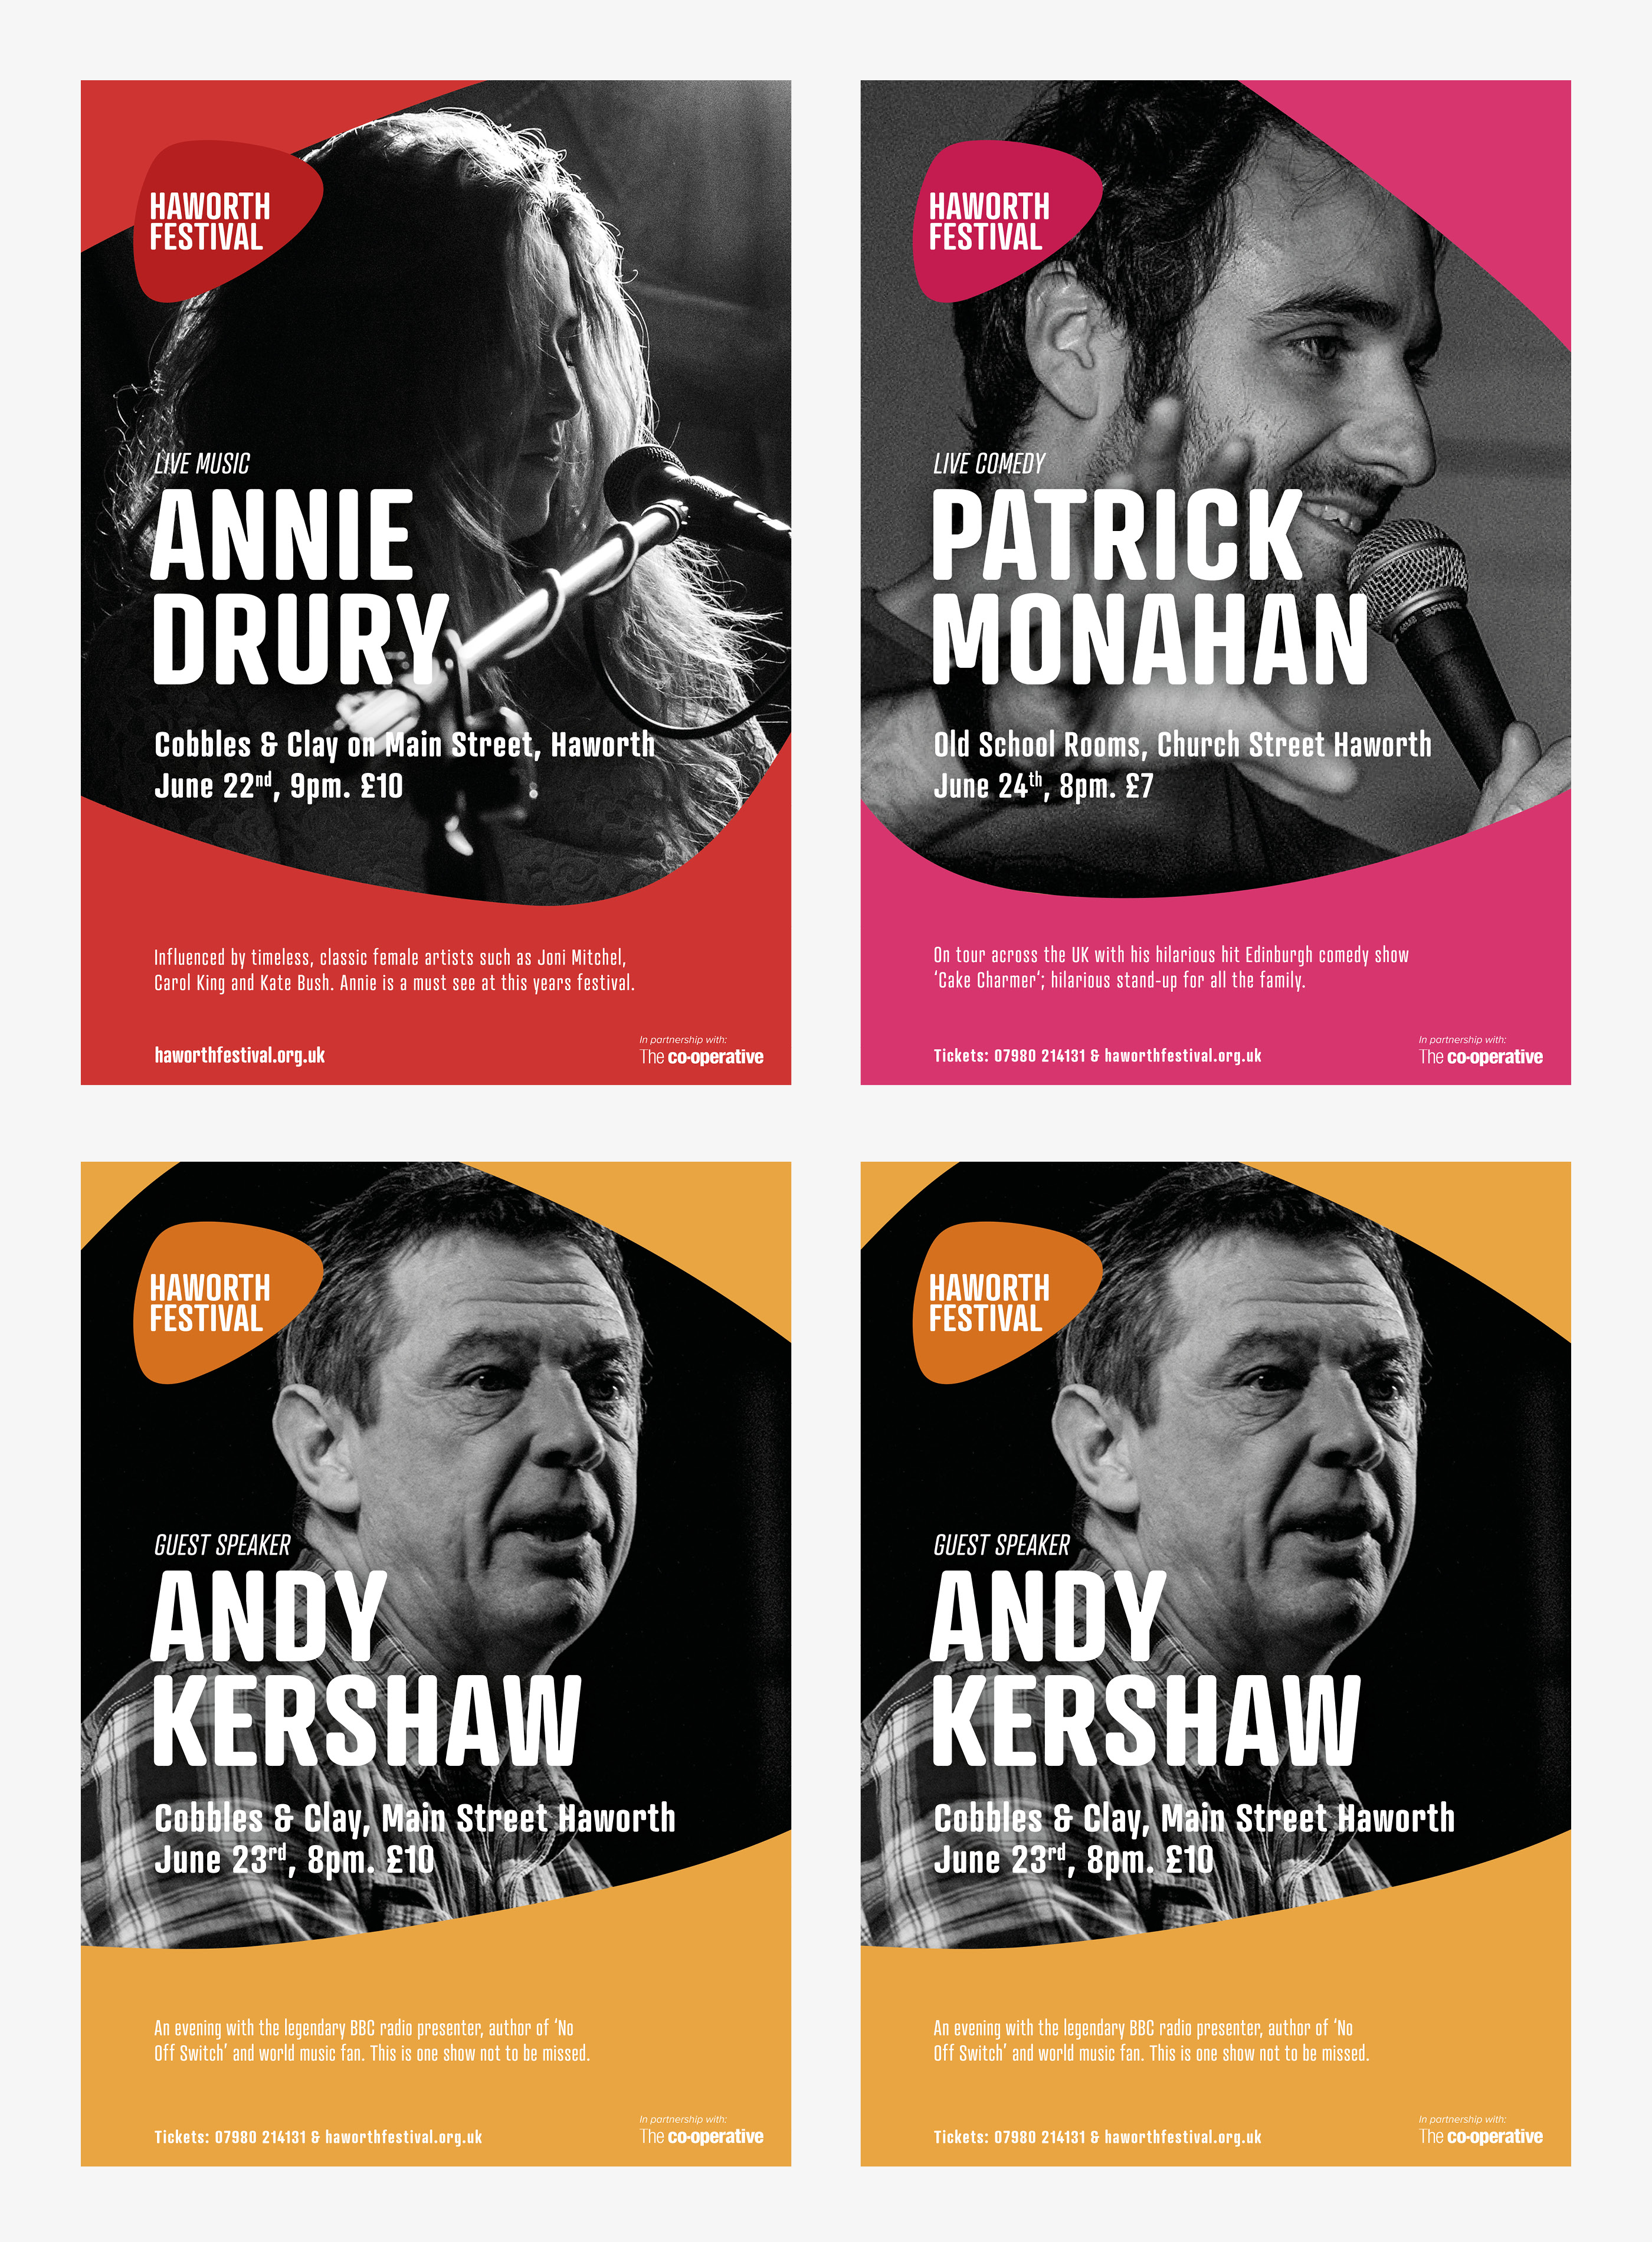 HAWORTH
FESTIVAL
LIVE MUSIC
ANNIE
DRURY
Cobbles & Clay on Main Street, Haworth
June 22nd, 9pm. £10
Influenced by timeless, classic female artists such as Joni Mitchel,
Carol King and Kate Bush. Annie is a must see at this years festival.
haworthfestival.org.uk
In partnership with:
The co-operative
HAWORTH
FESTIVAL
LIVE COMEDY
PATRICK
MONAHAN
Old School Rooms, Church Street Haworth
June 24th, 8pm. £7
On tour across the UK with his hilarious hit Edinburgh comedy show
‘Cake Charmer‘; hilarious stand-up for all the family.
Tickets: 07980 214131 & haworthfestival.org.uk
In partnership with:
The co-operative
HAWORTH
FESTIVAL
GUEST SPEAKER
ANDY
KERSHAW
Cobbles & Clay, Main Street Haworth
June 23rd, 8pm. £10
An evening with the legendary BBC radio presenter, author of ‘No
Off Switch’ and world music fan. This is one show not to be missed.
Tickets: 07980 214131 & haworthfestival.org.uk
In partnership with:
The co-operative
HAWORTH
FESTIVAL
GUEST SPEAKER
ANDY
KERSHAW
Cobbles & Clay, Main Street Haworth
June 23rd, 8pm. £10
An evening with the legendary BBC radio presenter, author of ‘No
Off Switch’ and world music fan. This is one show not to be missed.
Tickets: 07980 214131 & haworthfestival.org.uk
In partnership with:
The co-operative